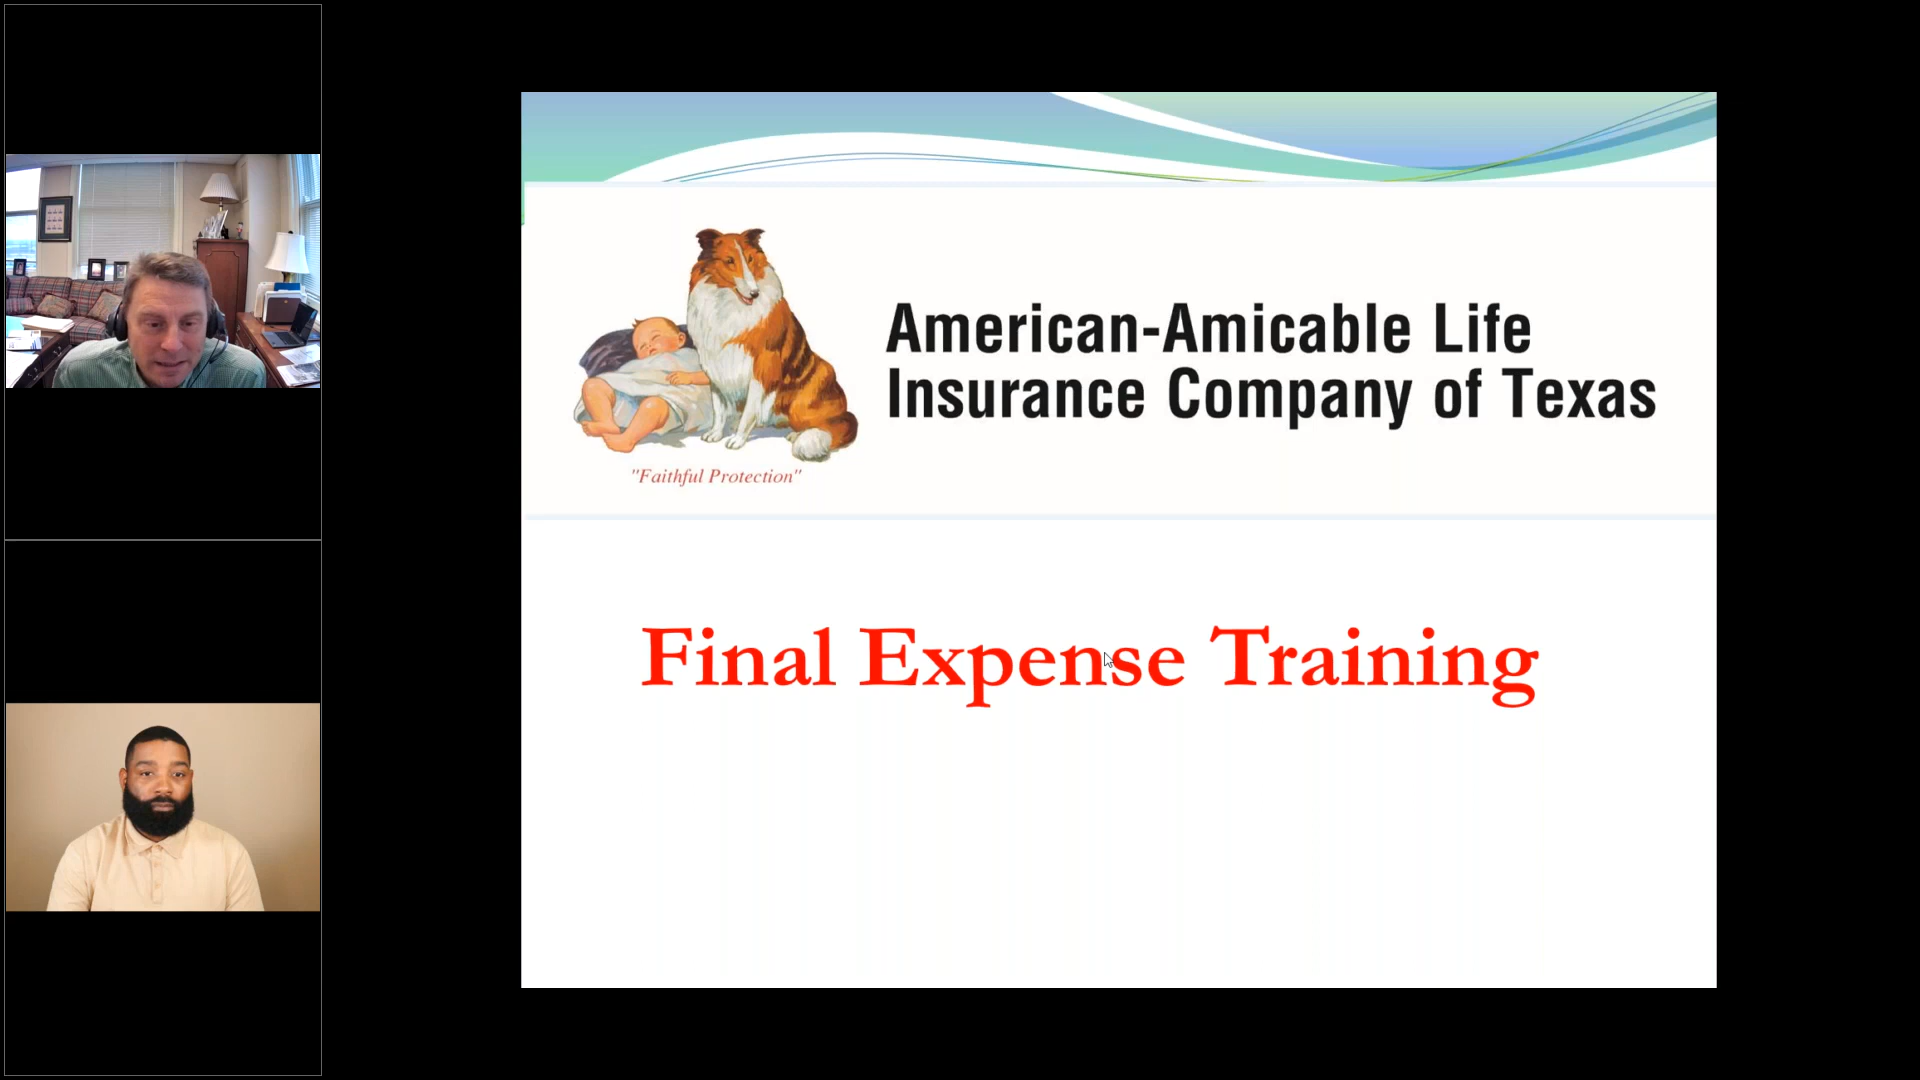 American-Amicable Life
Insurance Company of Texas
"Faithful Protection"
Final Expense Training